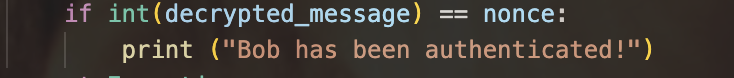 if int(decrypted_message) == nonce:
print ("Bob has been authenticated!")